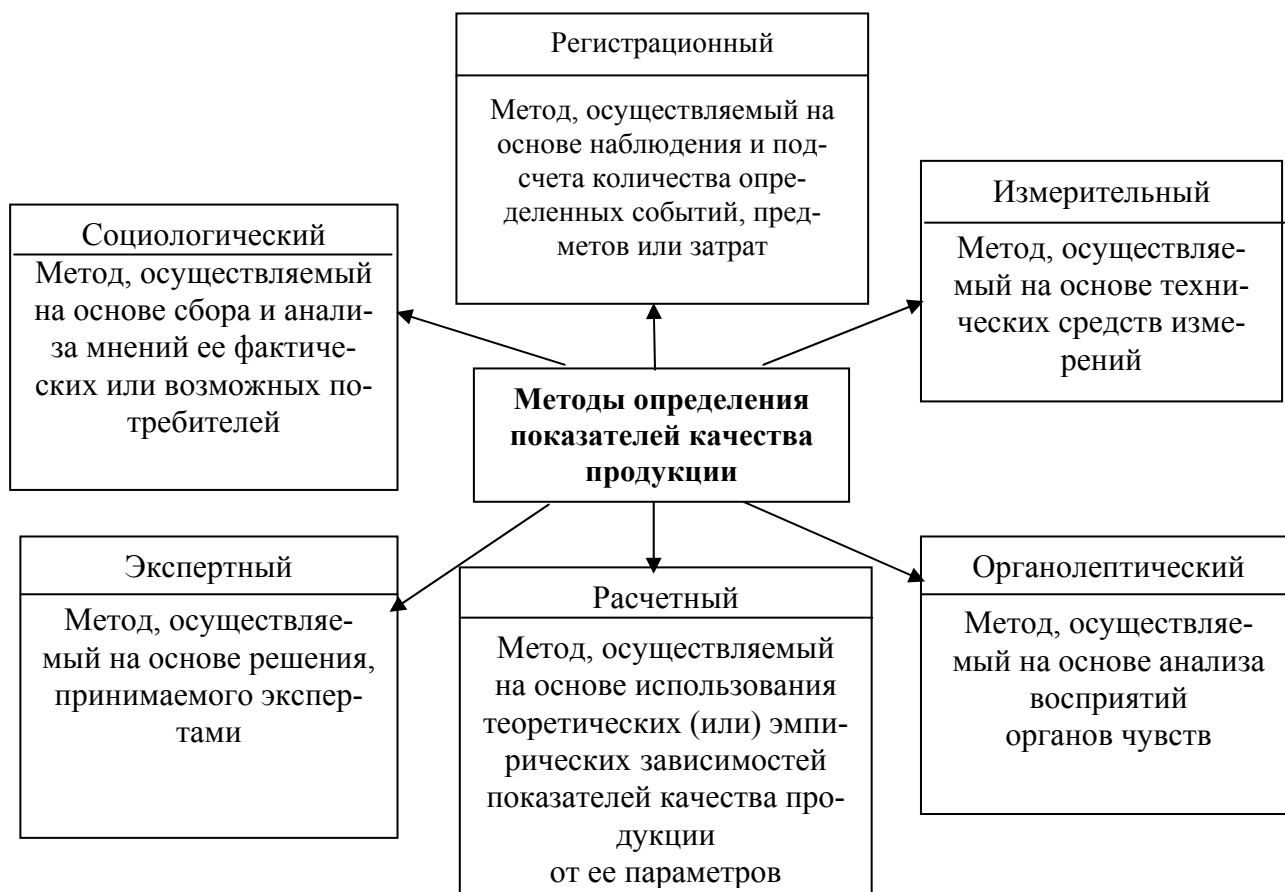 Регистрационный
Метод, осуществляемый на
основе наблюдения и под-
счета количества опре-
деленных событий, пред-
метов или затрат
Социологический
Метод, осуществляемый
на основе сбора и анали-
за мнений ее фактиче-
ских или возможных по-
требителей
Измерительный
Метод, осуществляе-
мый на основе техни-
ческих средств изме-
рений
Методы определения
показателей качества
продукции
Экспертный
Метод, осуществляе-
мый на основе решения,
принимаемого экспер-
тами
Расчетный
Метод, осуществляемый
на основе использования
теоретических (или) эмпи-
рических зависимостей
показателей качества про-
дукции
от ее параметров
Органолептический
Метод, осуществляе-
мый на основе анализа
восприятий
органов чувств